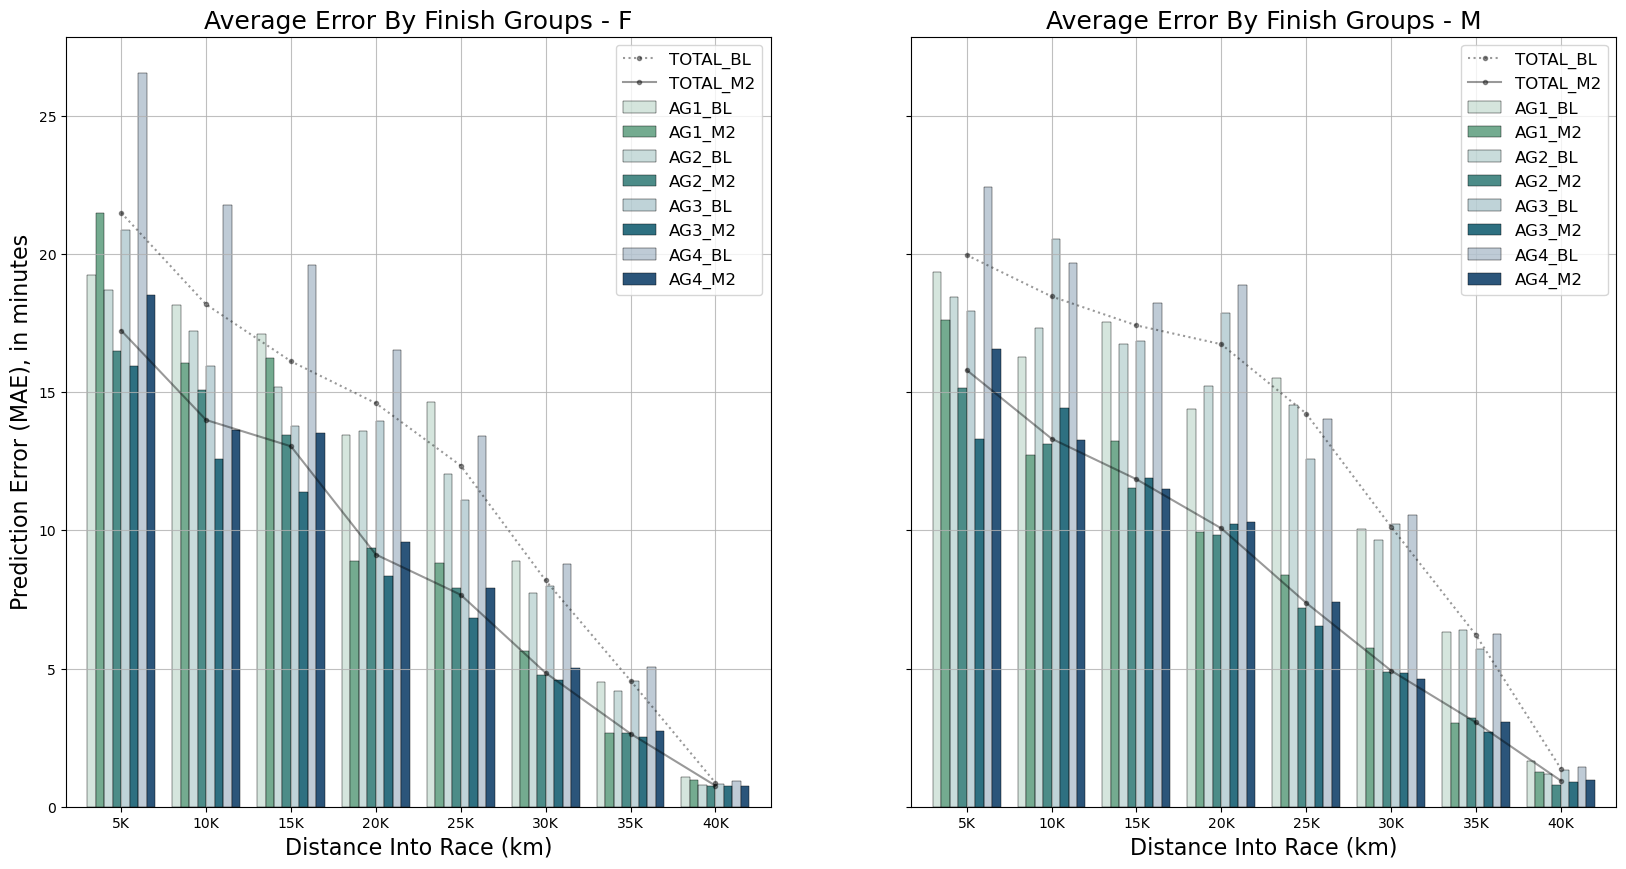 Average Error By Finish Groups - F
Prediction Error (MAE), in minutes
25
20
15
10
5
0
TOTAL_BL
TOTAL_M2
AG1_BL
AG1_M2
AG2_BL
AG2_M2
AG3_BL
AG3_M2
AG4_BL
AG4_M2
5K 10K 15K 20K 25K 30K 35K 40K
Distance Into Race (km)
Average Error By Finish Groups - M
TOTAL_BL
TOTAL_M2
AG1_BL
AG1_M2
AG2_BL
AG2_M2
AG3_BL
AG3_M2
AG4_BL
AG4_M2
5K 10K 15K 20K 25K 30K 35K 40K
Distance Into Race (km)